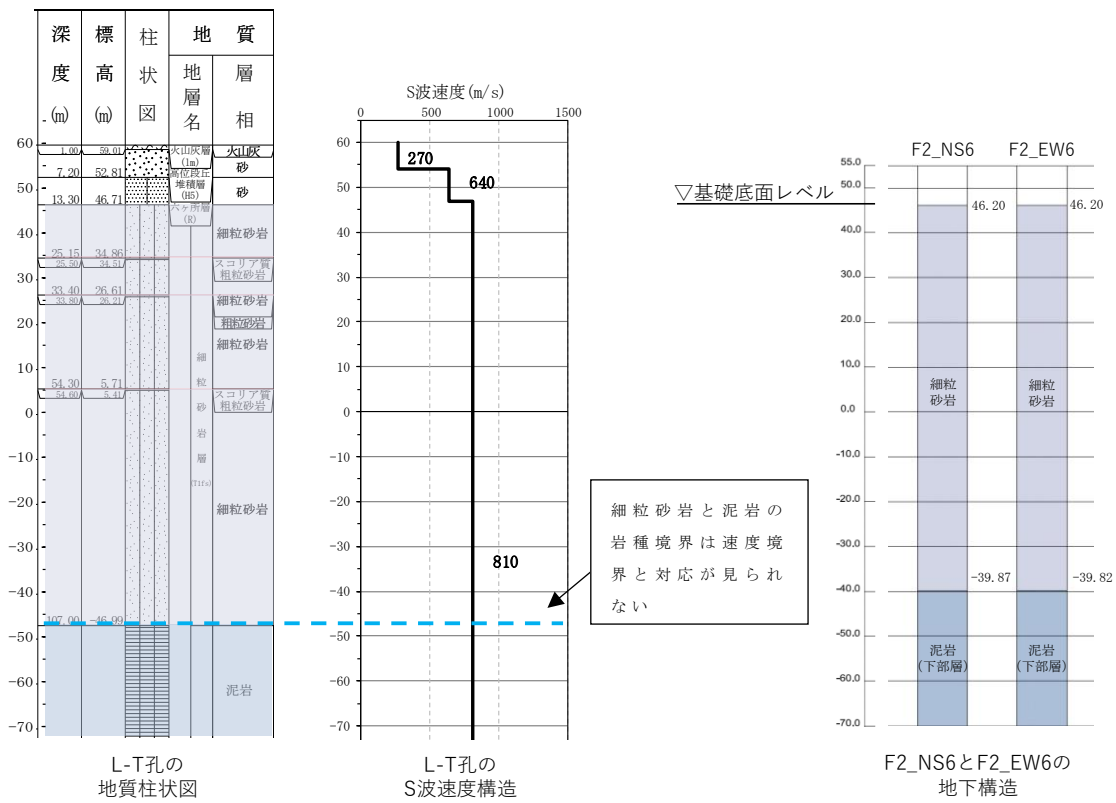 深度(m)
標高(m)
柱状図
地 質
地層名
層相
60
50
40
30
20
10
0
-10
-20
-30
-40
-50
-60
-70
1.00 59.01
7.20 52.81
13.30 46.71
25.15 34.86
25.50 34.51
33.40 26.61
33.80 26.21
54.30 5.71
54.60 5.41
107.00 -46.99
火山灰層
(lm)
高位段丘
堆積層
(H5)
六ヶ所層
(R)
細粒砂岩層
(Tifs)
火山灰
砂
砂
細粒砂岩
スコリア質
粗粒砂岩
細粒砂岩
粗粒砂岩
細粒砂岩
スコリア質
粗粒砂岩
細粒砂岩
泥岩
L-T孔の
地質柱状図
S波速度(m/s)
0 500 1000 1500
60
50
40
30
20
10
0
-10
-20
-30
-40
-50
-60
-70
270
640
810
細粒砂岩と泥岩の
岩種境界は速度境
界と対応が見られ
ない
L-T孔の
S波速度構造
F2_NS6 F2_EW6
▽基礎底面レベル
55.0
50.0
40.0
30.0
20.0
10.0
0.0
-10.0
-20.0
-30.0
-40.0
-50.0
-60.0
-70.0
46.20 46.20
細粒 細粒
砂岩 砂岩
-39.87 -39.82
泥岩 泥岩
(下部層) (下部層)
F2_NS6とF2_EW6の
地下構造